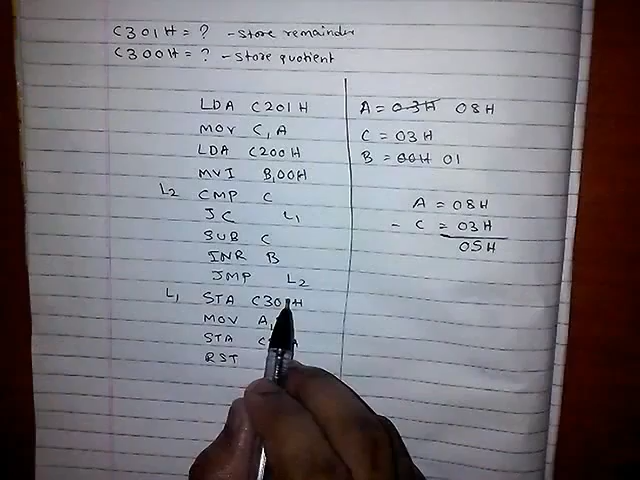 C301H = ? - store remainder
C300H = ? - store quotient
LDA C201H
MOV C, A
LDA C200H
MVI B,00H
L2 CMP C
JC L1
SUB C
INR B
JMP L2
L1 STA C301H
MOV A,
STA
RST
A = 03H 08H
C = 03H
B = 00H 01
A = 08H
- C = 03H
05H